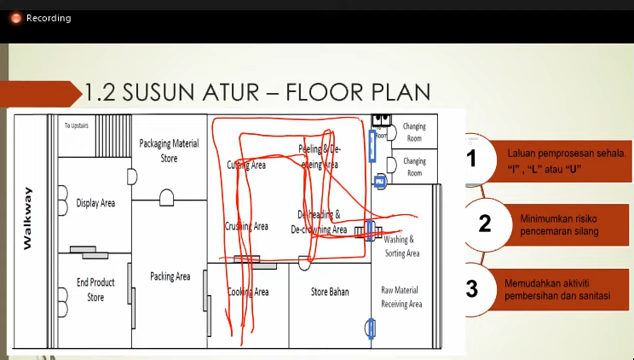 Recording
1.2 SUSUN ATUR – FLOOR PLAN
To Upstairs
Packaging Material
Store
Walkway
Display Area
End Product
Store
Packing Area
Cutting Area
Crushing Area
Cooking Area
Peeling & De-
eyeing Area
De-heading &
De-crowning Area
Store Bahan
Changing
Room
Changing
Room
Washing &
Sorting Area
Raw Material
Receiving Area
1
Laluan pemprosesan sehala.
"I" , "L" atau "U"
2
Minimumkan risiko
pencemaran silang
3
Memudahkan aktiviti
pembersihan dan sanitasi